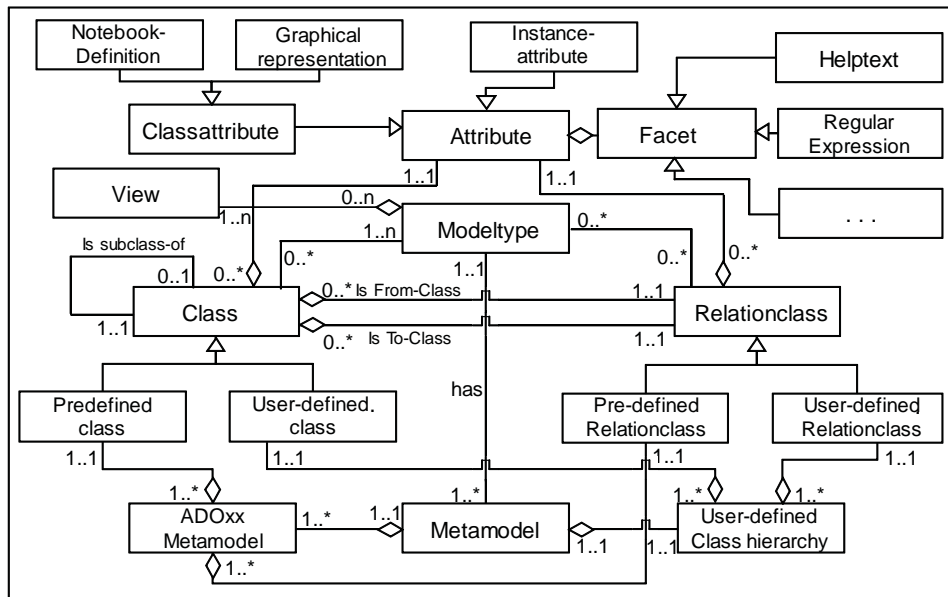 Notebook-
Definition
Graphical
representation
Instance-
attribute
Helptext
Classattribute
Attribute
Facet
Regular
Expression
1..1
1..1
View
0..n
1..n
. . .
Modeltype
1..n
0..*
0..*
Is subclass-of
0..1
0..*
1..1
0..*
0..*
Class
1..1
0..* Is From-Class
1..1
Relationclass
0..*
Is To-Class
1..1
has
Predefined
class
User-defined.
class
Pre-defined
Relationclass
User-defined.
Relationclass
1..1
1..1
1..1
1..1
1..*
1..*
1..*
1..*
ADOxx
Metamodel
1..*
1..1
Metamodel
1..1
1..1
User-defined
Class hierarchy
1..*